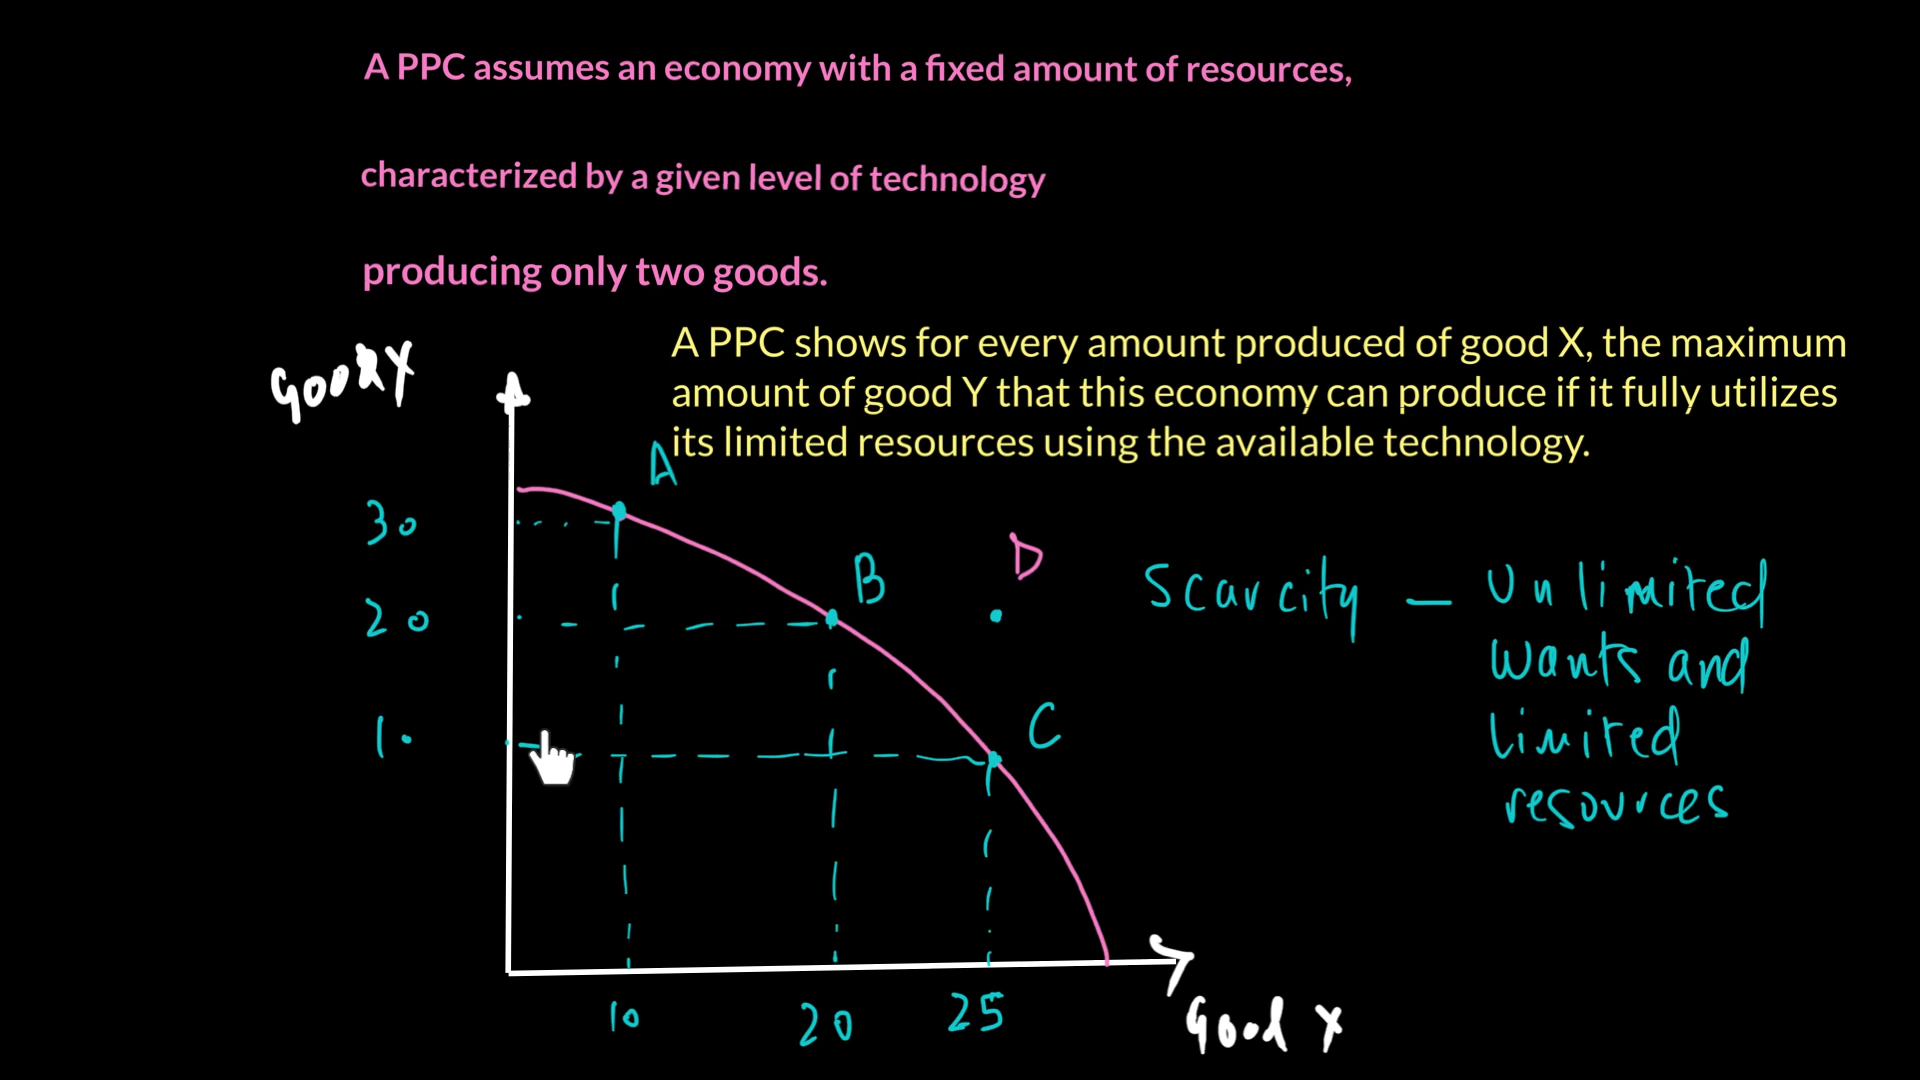 A PPC assumes an economy with a fixed amount of resources,
characterized by a given level of technology
producing only two goods.
A PPC shows for every amount produced of good X, the maximum
amount of good Y that this economy can produce if it fully utilizes
its limited resources using the available technology.
Good Y
A
30
D
B
20
Scarcity — Unlimited
wants and
limited
resources
C
10
10
20
25
Good X